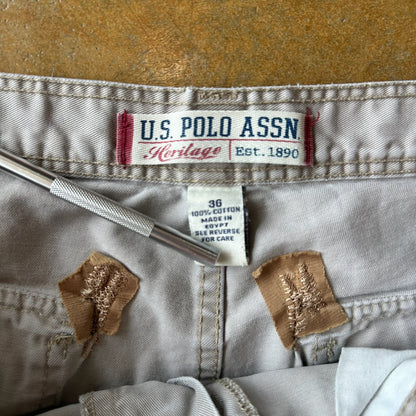 U.S. POLO ASSN.
Heritage Est. 1890
36
100% COTTON
MADE IN
EGYPT
SEE REVERSE
FOR CARE